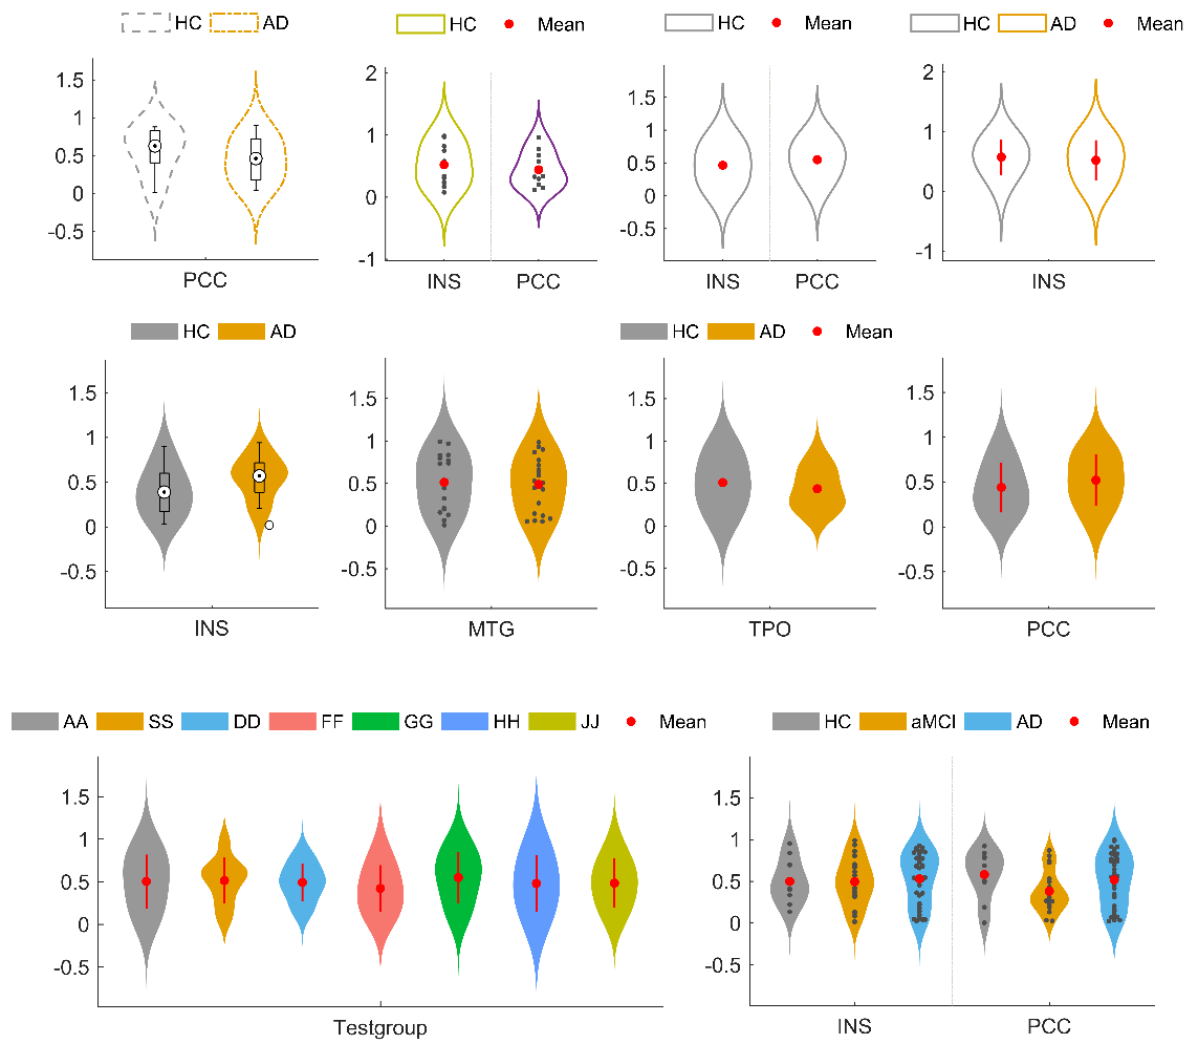 HC AD
1.5
1
0.5
0
-0.5
PCC
HC Mean
2
1
0
-1
INS PCC
HC Mean
1.5
1
0.5
0
-0.5
INS PCC
HC AD Mean
2
1
0
-1
INS
HC AD
1.5
1
0.5
0
-0.5
INS
1.5
1
0.5
0
-0.5
MTG
HC AD Mean
1.5
1
0.5
0
-0.5
TPO
1.5
1
0.5
0
-0.5
PCC
AA SS DD FF GG HH JJ Mean
1.5
1
0.5
0
-0.5
Testgroup
HC aMCI AD Mean
1.5
1
0.5
0
-0.5
INS PCC